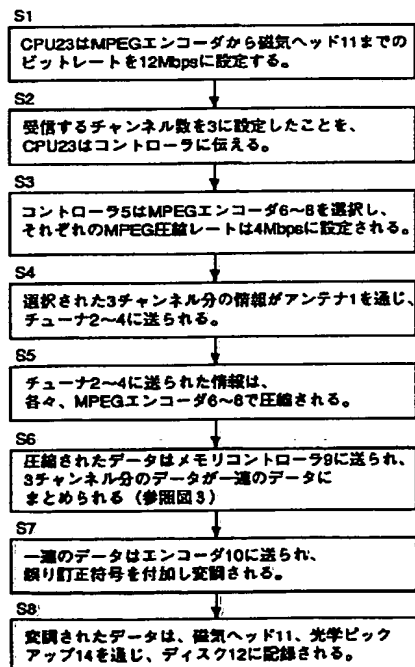 S1
CPU23はMPEGエンコーダから磁気ヘッド11までの
ビットレートを12Mbpsに設定する。
S2
受信するチャンネル数を3に設定したことを、
CPU23はコントローラに伝える。
S3
コントローラ5はMPEGエンコーダ6〜8を選択し、
それぞれのMPEG圧縮レートは4Mbpsに設定される。
S4
選択された3チャンネル分の情報がアンテナ1を通じ、
チューナ2〜4に送られる。
S5
チューナ2〜4に送られた情報は、
各々、MPEGエンコーダ6〜8で圧縮される。
S6
圧縮されたデータはメモリコントローラ9に送られ、
3チャンネル分のデータが一連のデータに
まとめられる（参照図3）
S7
一連のデータはエンコーダ10に送られ、
誤り訂正符号を付加し変調される。
S8
変調されたデータは、磁気ヘッド11、光学ピック
アップ14を通じ、ディスク12に記録される。